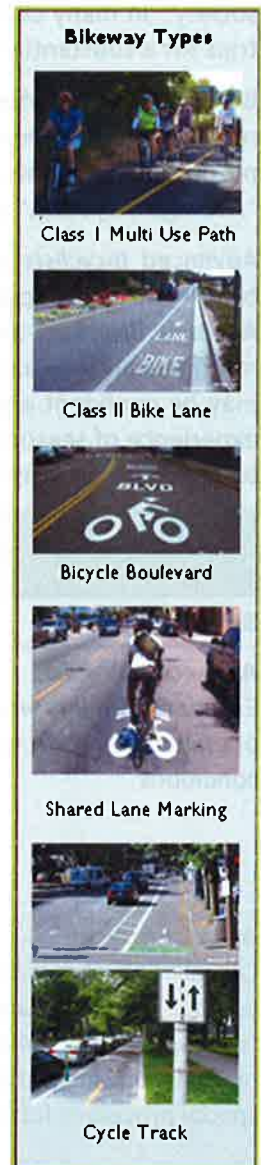 Bikeway Types
Class I Multi Use Path
LANE
BIKE
Class II Bike Lane
BLVD
Bicycle Boulevard
Shared Lane Marking
Cycle Track